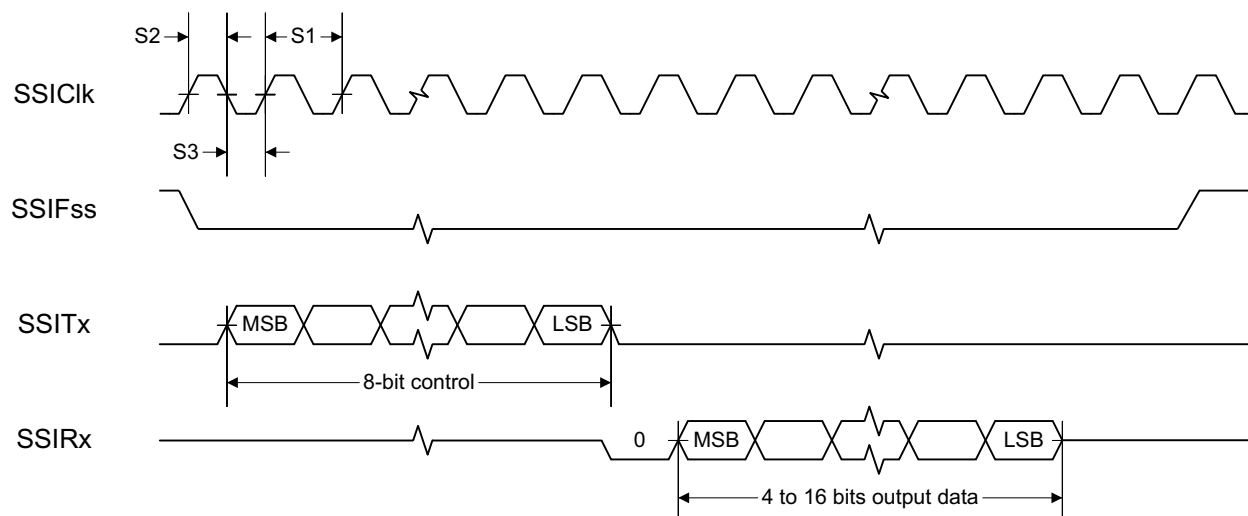 S2
S1
SSIClk
S3
SSIFss
SSITx
MSB
LSB
8-bit control
SSIRx
0
MSB
LSB
4 to 16 bits output data